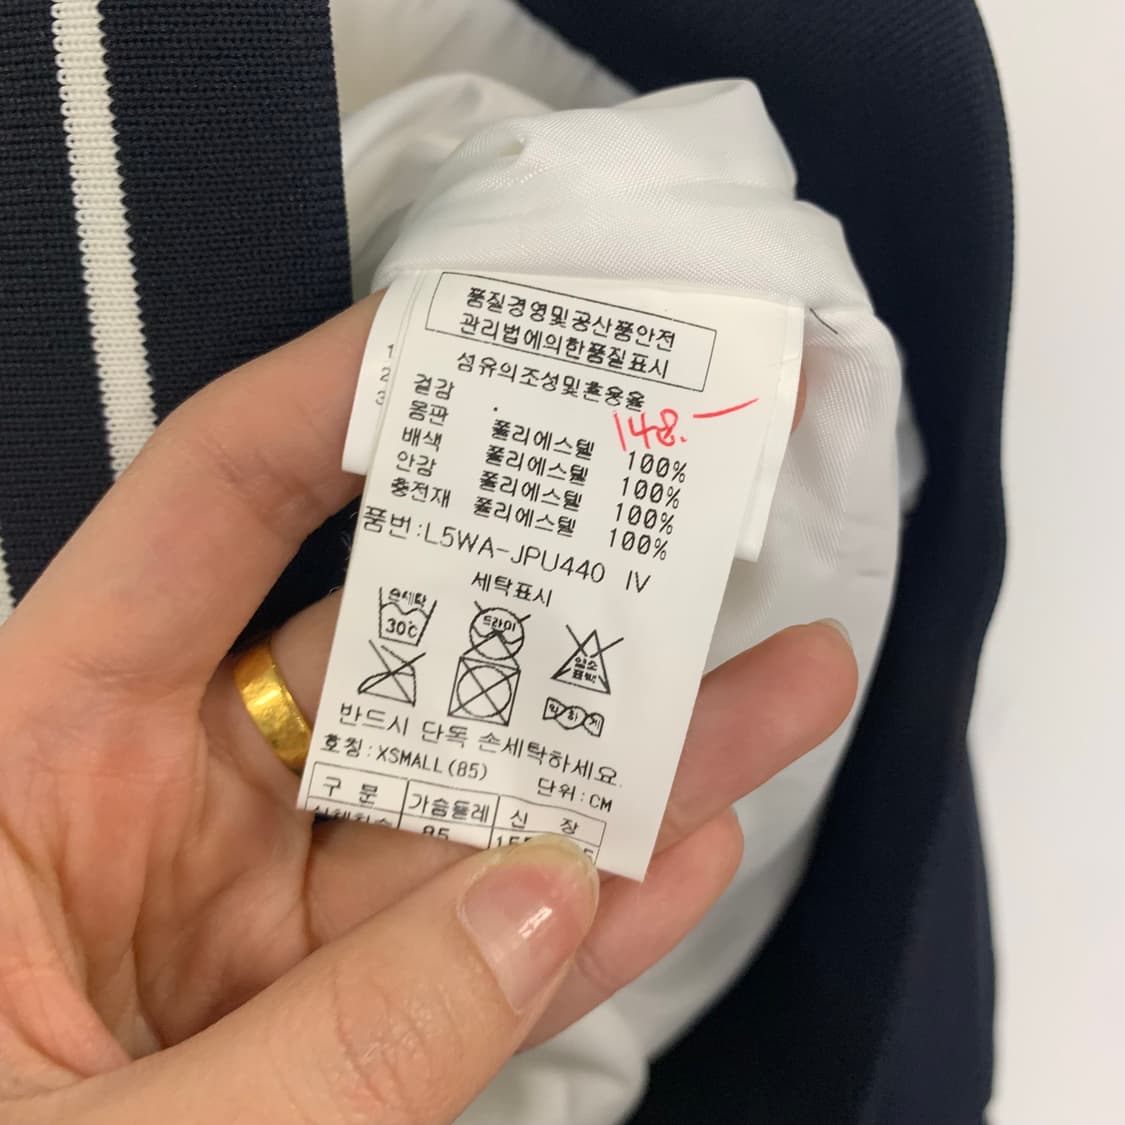 품질경영및공산품안전
관리법에의한품질표시
섬유의조성및혼용율
148.-
겉감
몸판 폴리에스텔 100%
배색 폴리에스텔 100%
안감 폴리에스텔 100%
충전재 폴리에스텔 100%
품번:L5WA-JPU440 IV
세탁표시
손세탁 30℃
드라이
염소 표백
약하게
반드시 단독 손세탁하세요.
호칭:XSMALL(85)
단위:CM
구 분 가슴둘레 신 장
85
1
2
3